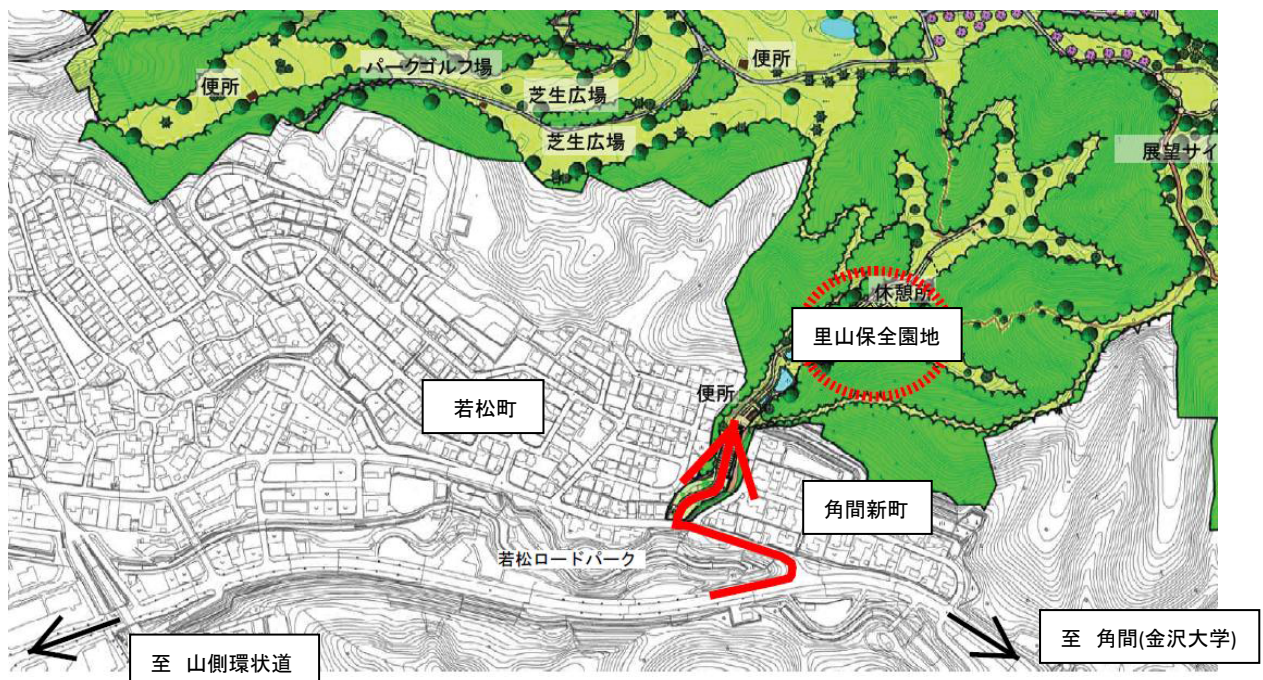 便所
パークゴルフ場
便所
芝生広場
芝生広場
展望サイ
休憩所
里山保全園地
便所
若松町
角間新町
若松ロードパーク
至 山側環状道
至 角間(金沢大学)